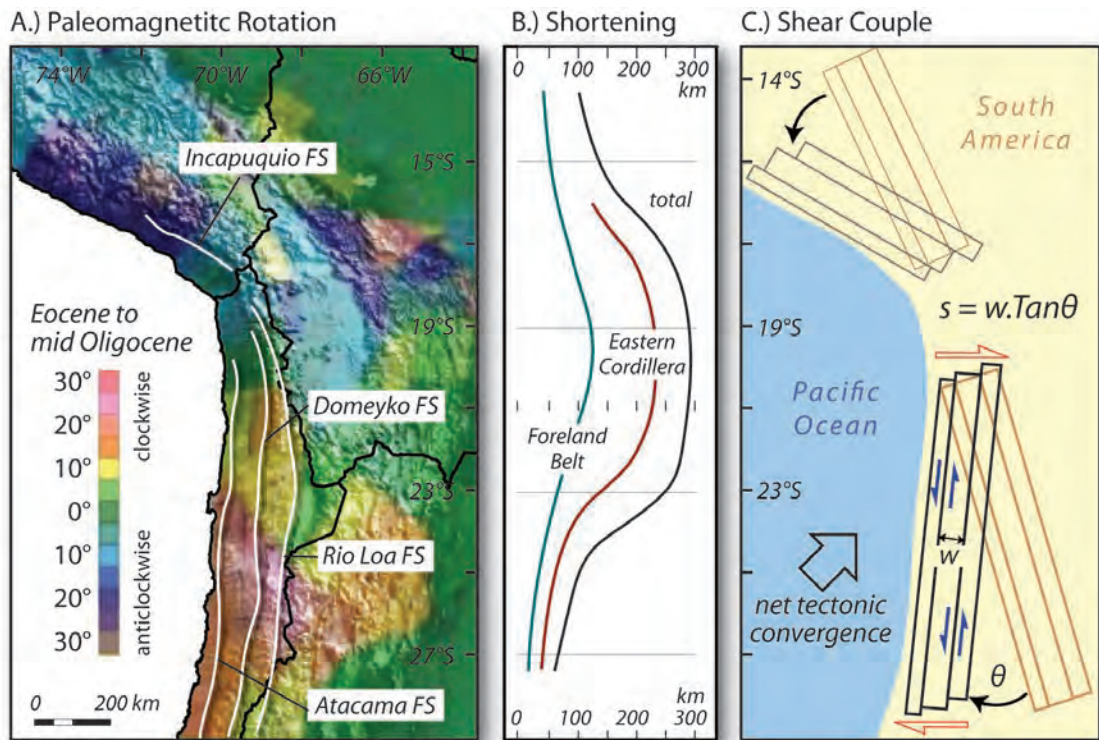 A.) Paleomagnetitc Rotation
74°W
70°W
66°W
Incapuquio FS
15°S
Eocene to
mid Oligocene
30°
20°
10°
0°
10°
20°
30°
clockwise
anticlockwise
19°S
Domeyko FS
23°S
Rio Loa FS
27°S
Atacama FS
0 200 km
B.) Shortening
0 100 200 300
km
total
Eastern
Cordillera
Foreland
Belt
km
0 100 200 300
C.) Shear Couple
14°S
South
America
s = w.Tanθ
19°S
Pacific
Ocean
23°S
w
net tectonic
convergence
27°S
θ